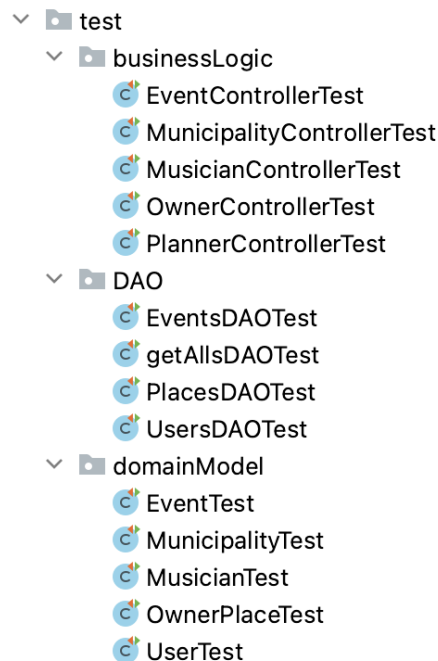 test
businessLogic
EventControllerTest
MunicipalityControllerTest
MusicianControllerTest
OwnerControllerTest
PlannerControllerTest
DAO
EventsDAOTest
getAllsDAOTest
PlacesDAOTest
UsersDAOTest
domainModel
EventTest
MunicipalityTest
MusicianTest
OwnerPlaceTest
UserTest